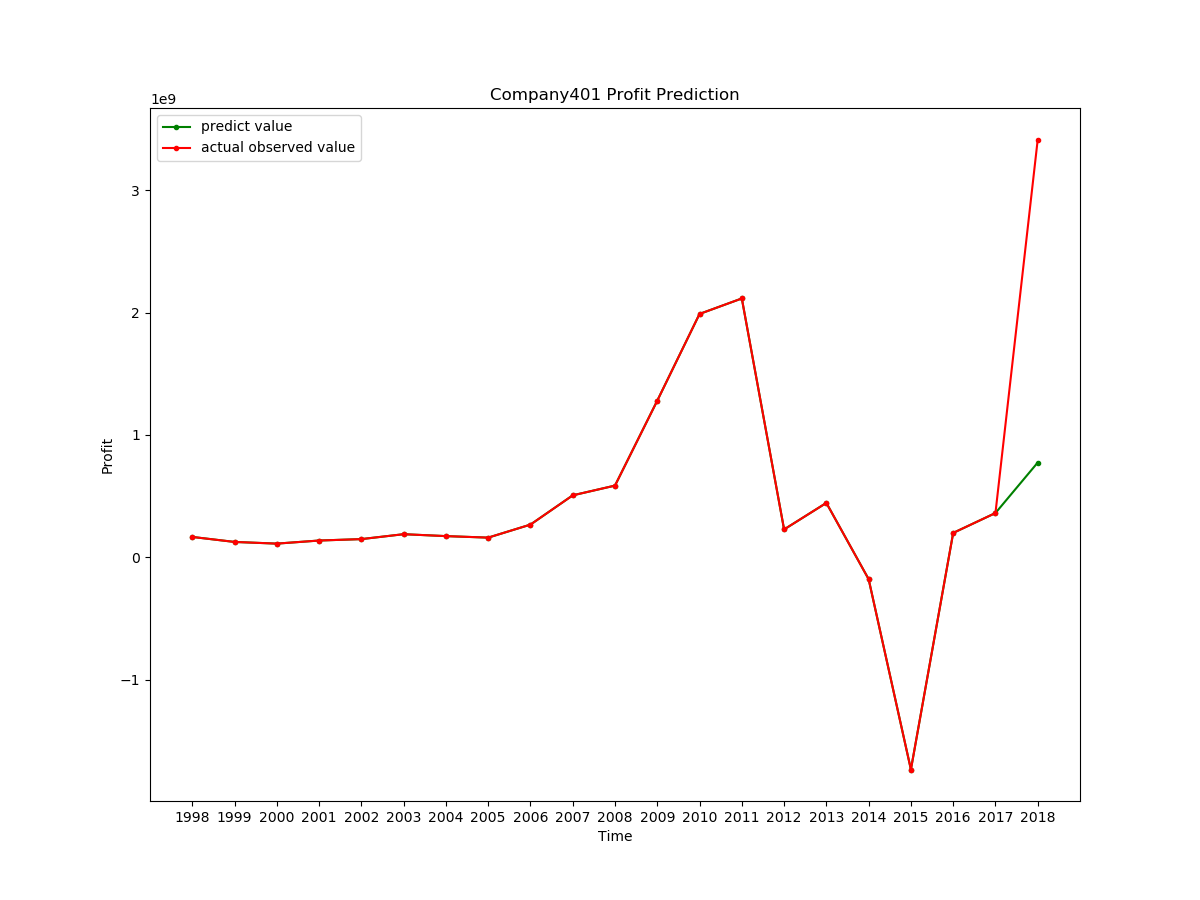 Company401 Profit Prediction
1e9
predict value
actual observed value
3
2
1
0
−1
Profit
1998 1999 2000 2001 2002 2003 2004 2005 2006 2007 2008 2009 2010 2011 2012 2013 2014 2015 2016 2017 2018
Time